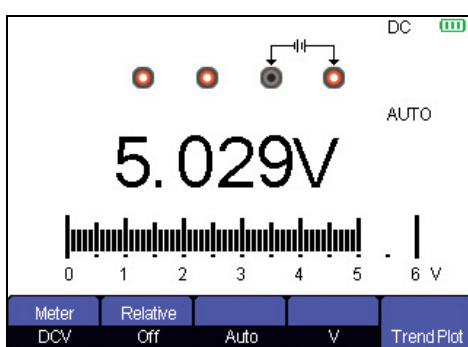 DC
AUTO
5.029V
0 1 2 3 4 5 6 V
Meter Relative
DCV Off Auto V Trend Plot